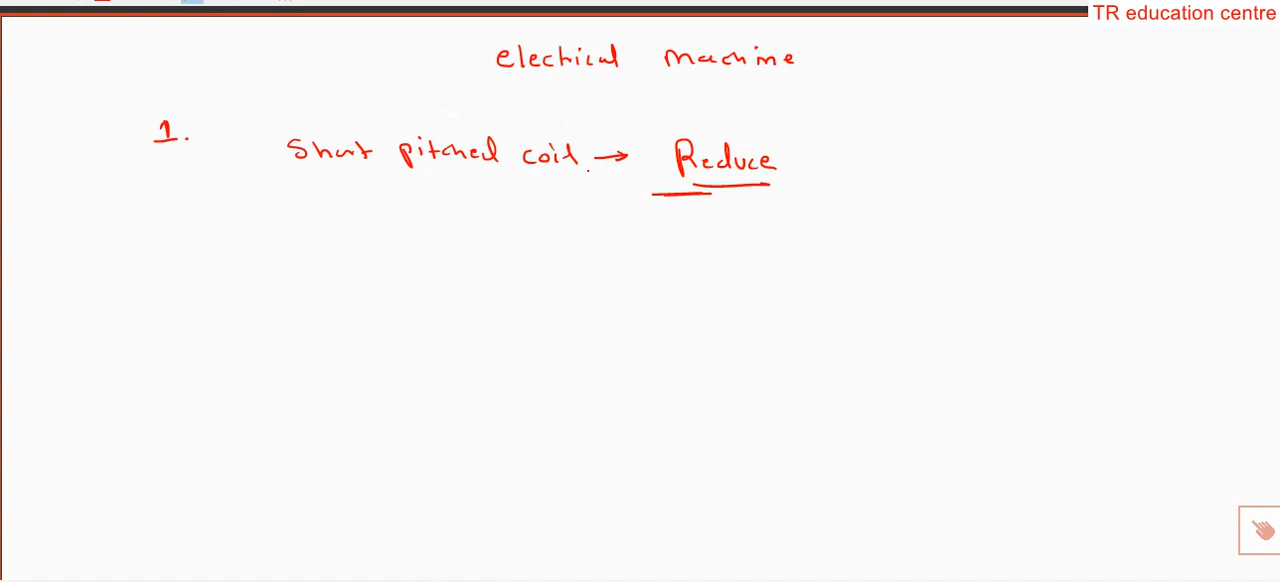 TR education centre
electrical machine
1.
Short pitched coil → Reduce